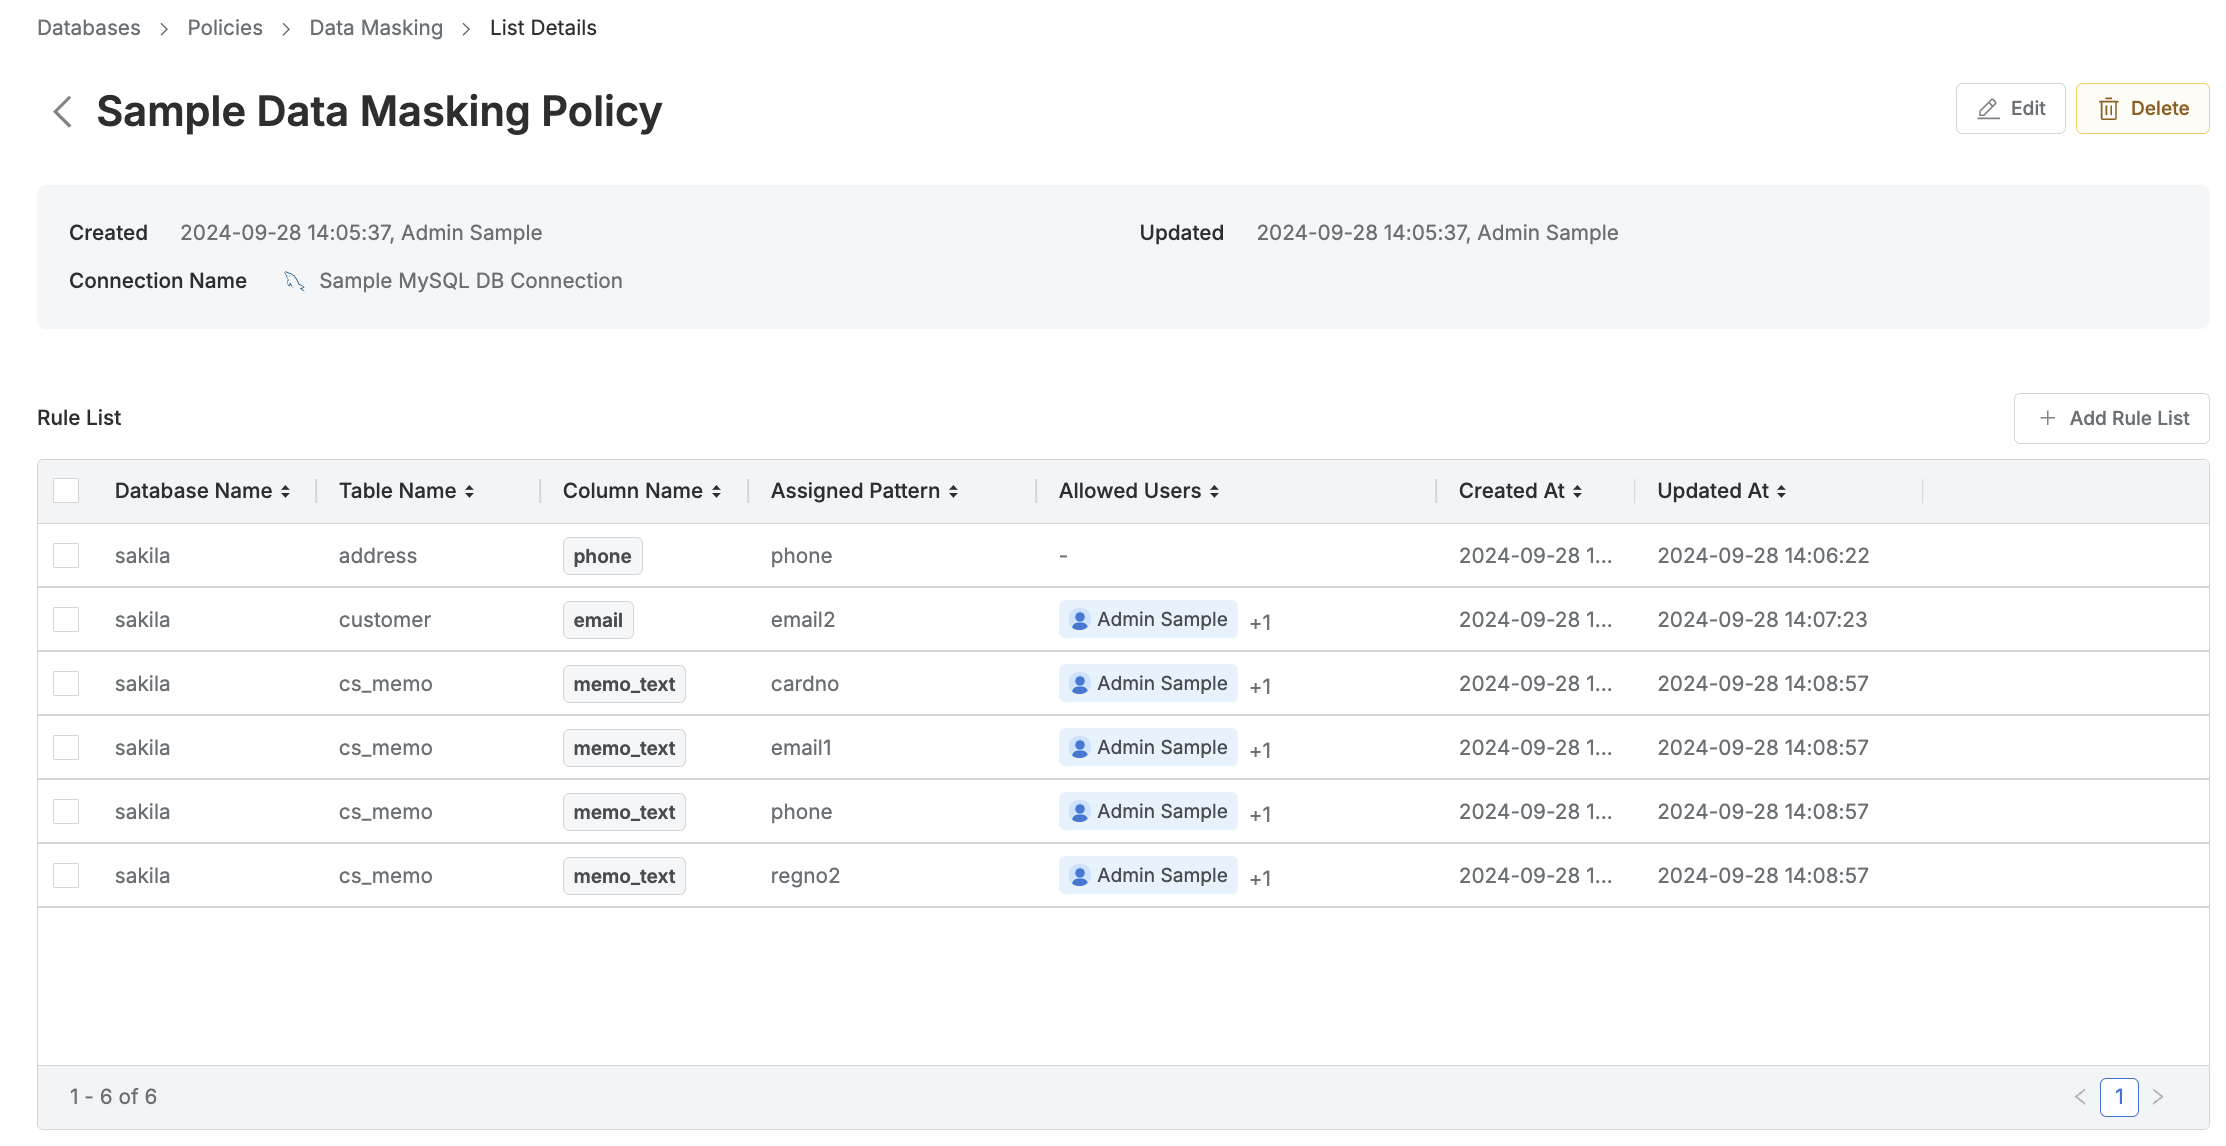 Databases > Policies > Data Masking > List Details
Sample Data Masking Policy
Edit
Delete
Created 2024-09-28 14:05:37, Admin Sample
Updated 2024-09-28 14:05:37, Admin Sample
Connection Name Sample MySQL DB Connection
Rule List
+ Add Rule List
Database Name Table Name Column Name Assigned Pattern Allowed Users Created At Updated At
sakila address phone phone - 2024-09-28 1... 2024-09-28 14:06:22
sakila customer email email2 Admin Sample +1 2024-09-28 1... 2024-09-28 14:07:23
sakila cs_memo memo_text cardno Admin Sample +1 2024-09-28 1... 2024-09-28 14:08:57
sakila cs_memo memo_text email1 Admin Sample +1 2024-09-28 1... 2024-09-28 14:08:57
sakila cs_memo memo_text phone Admin Sample +1 2024-09-28 1... 2024-09-28 14:08:57
sakila cs_memo memo_text regno2 Admin Sample +1 2024-09-28 1... 2024-09-28 14:08:57
1 - 6 of 6
< 1 >